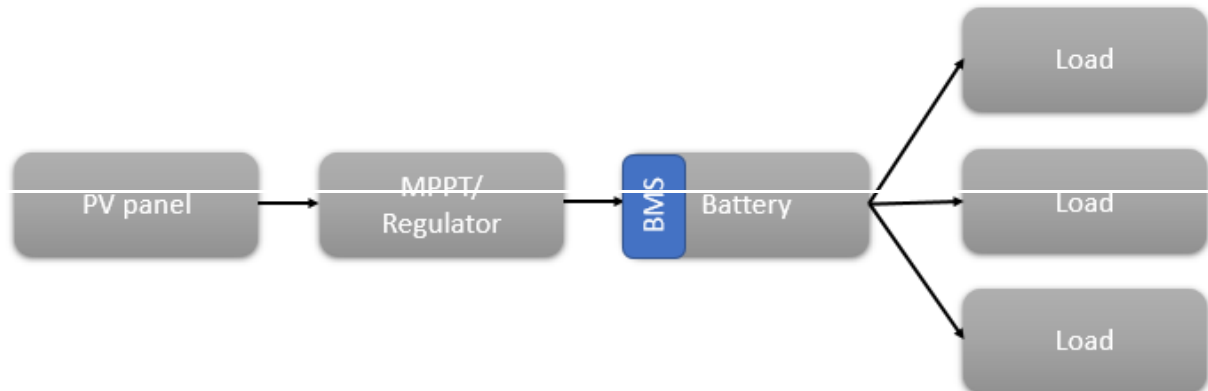 PV panel
MPPT/
Regulator
BMS
Battery
Load
Load
Load